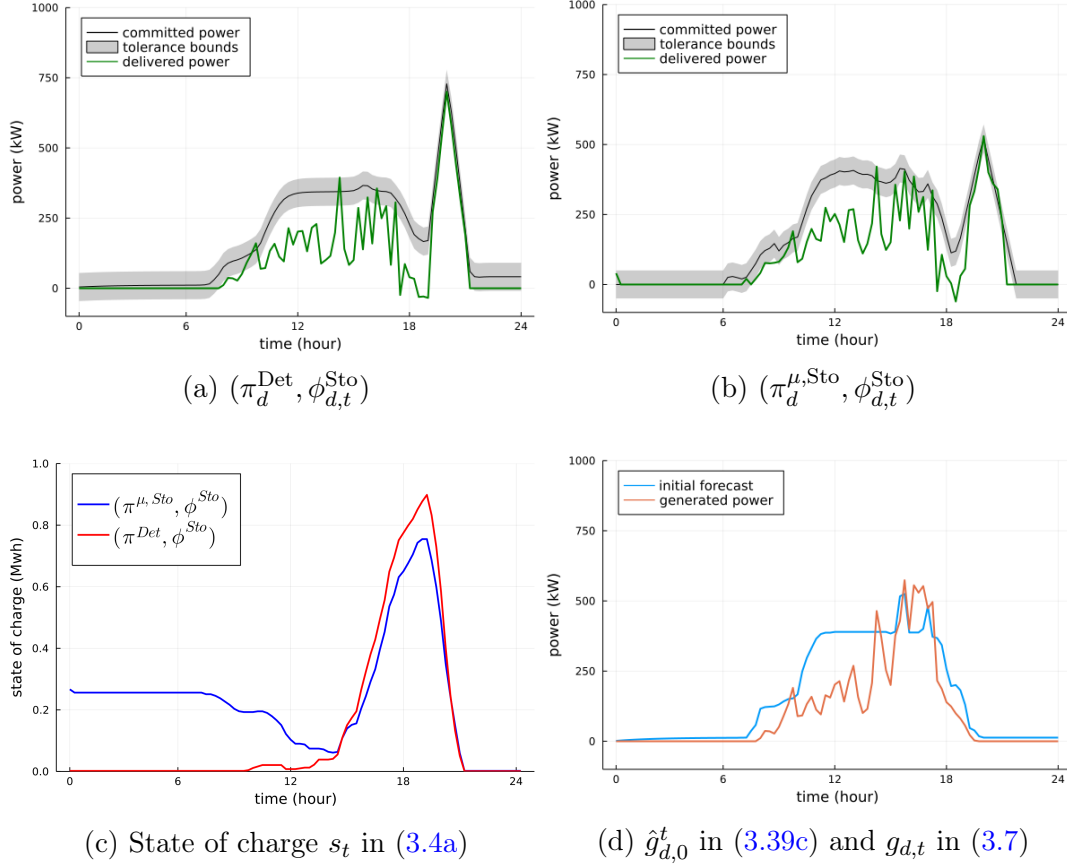 1000
750
500
250
0
power (kW)
committed power
tolerance bounds
delivered power
0 6 12 18 24
time (hour)
(a) (π_d^Det, ϕ_{d,t}^Sto)
1000
750
500
250
0
power (kW)
committed power
tolerance bounds
delivered power
0 6 12 18 24
time (hour)
(b) (π_d^{μ,Sto}, ϕ_{d,t}^Sto)
1.0
0.8
0.6
0.4
0.2
0.0
state of charge (Mwh)
(π^{μ,Sto}, ϕ^{Sto})
(π^{Det}, ϕ^{Sto})
0 6 12 18 24
time (hour)
(c) State of charge s_t in (3.4a)
1000
750
500
250
0
power (kW)
initial forecast
generated power
0 6 12 18 24
time (hour)
(d) ĝ_{d,0}^t in (3.39c) and g_{d,t} in (3.7)